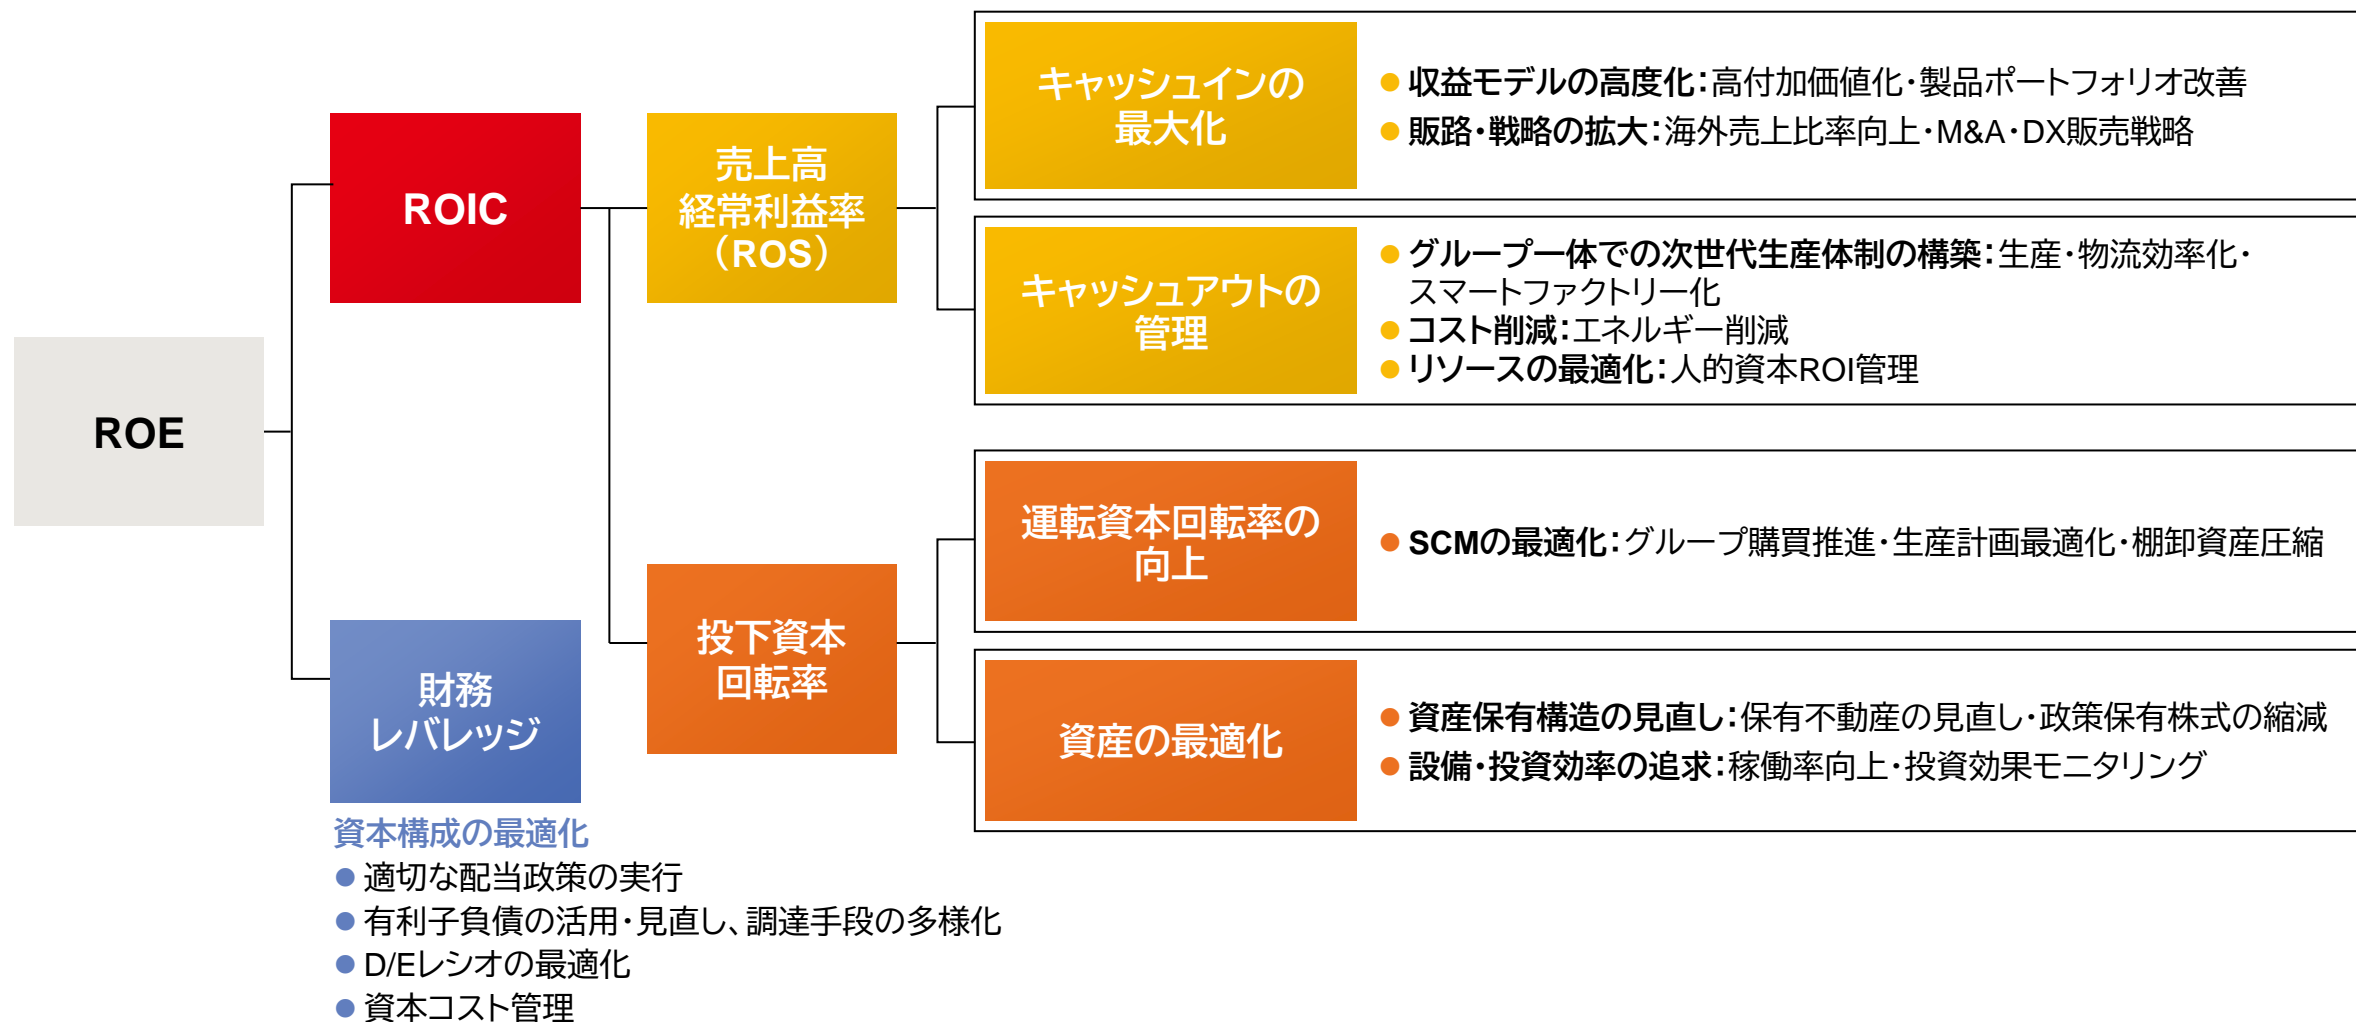 ROE
ROIC
財務
レバレッジ
資本構成の最適化
● 適切な配当政策の実行
● 有利子負債の活用・見直し、調達手段の多様化
● D/Eレシオの最適化
● 資本コスト管理
売上高
経常利益率
（ROS）
キャッシュインの
最大化
● 収益モデルの高度化：高付加価値化・製品ポートフォリオ改善
● 販路・戦略の拡大：海外売上比率向上・M&A・DX販売戦略
キャッシュアウトの
管理
● グループ一体での次世代生産体制の構築：生産・物流効率化・
スマートファクトリー化
● コスト削減：エネルギー削減
● リソースの最適化：人的資本ROI管理
投下資本
回転率
運転資本回転率の
向上
● SCMの最適化：グループ購買推進・生産計画最適化・棚卸資産圧縮
資産の最適化
● 資産保有構造の見直し：保有不動産の見直し・政策保有株式の縮減
● 設備・投資効率の追求：稼働率向上・投資効果モニタリング